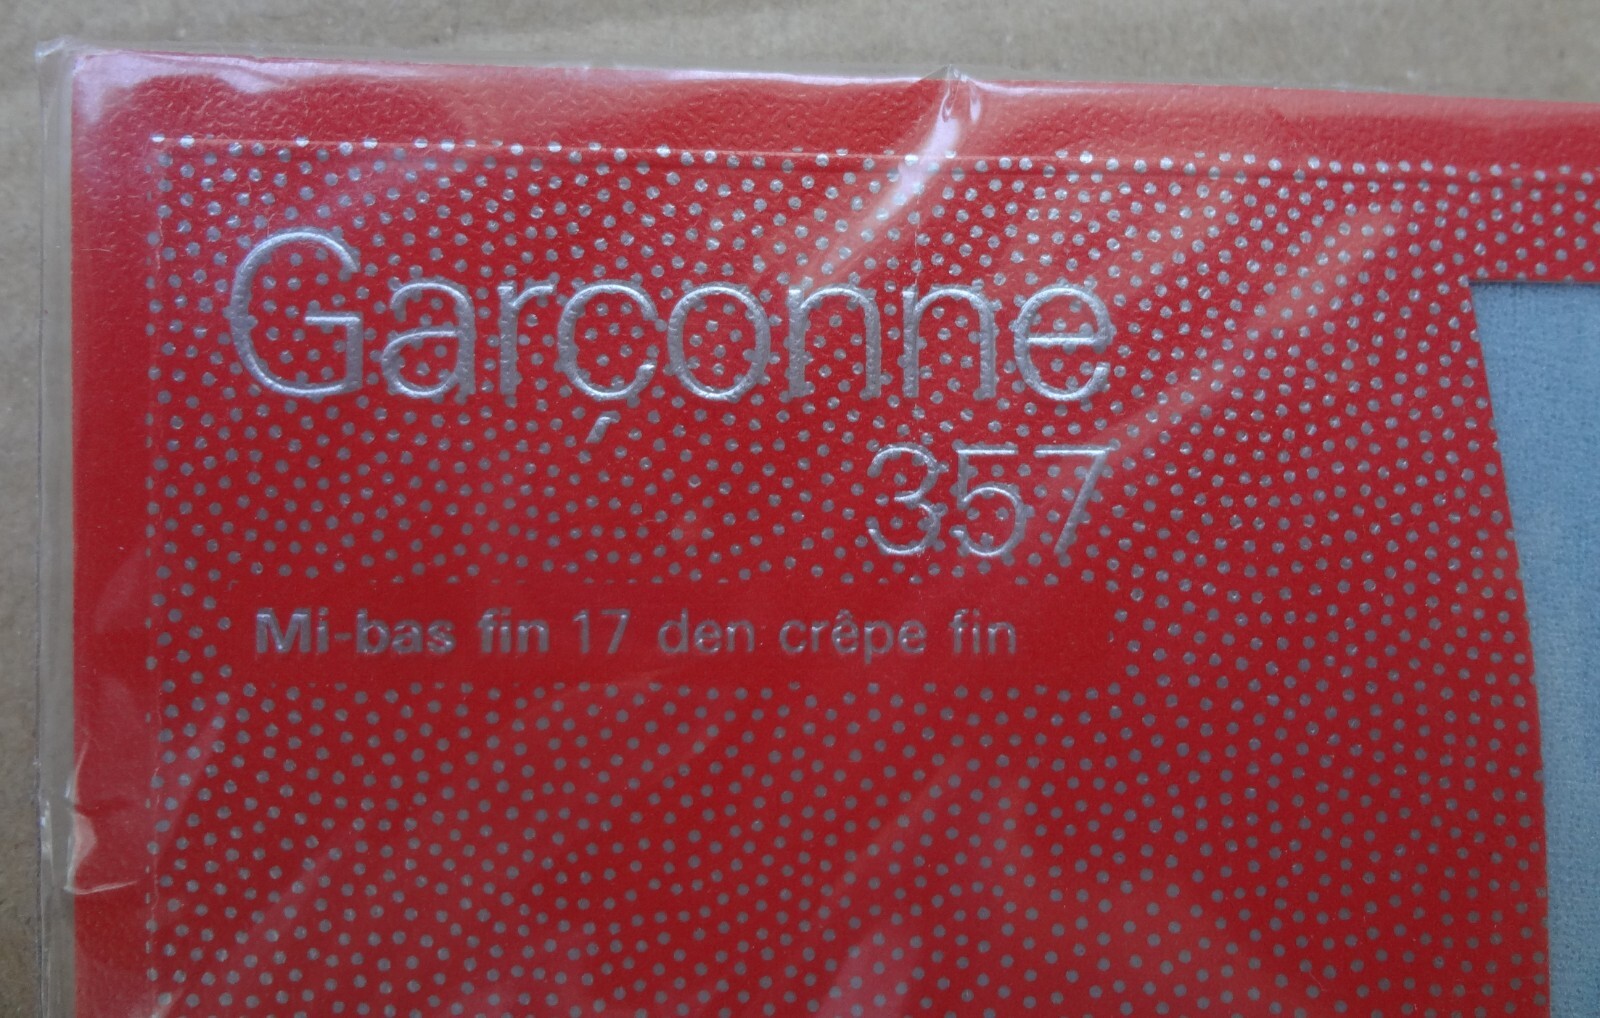 Garçonne
357
Mi-bas fin 17 den crêpe fin